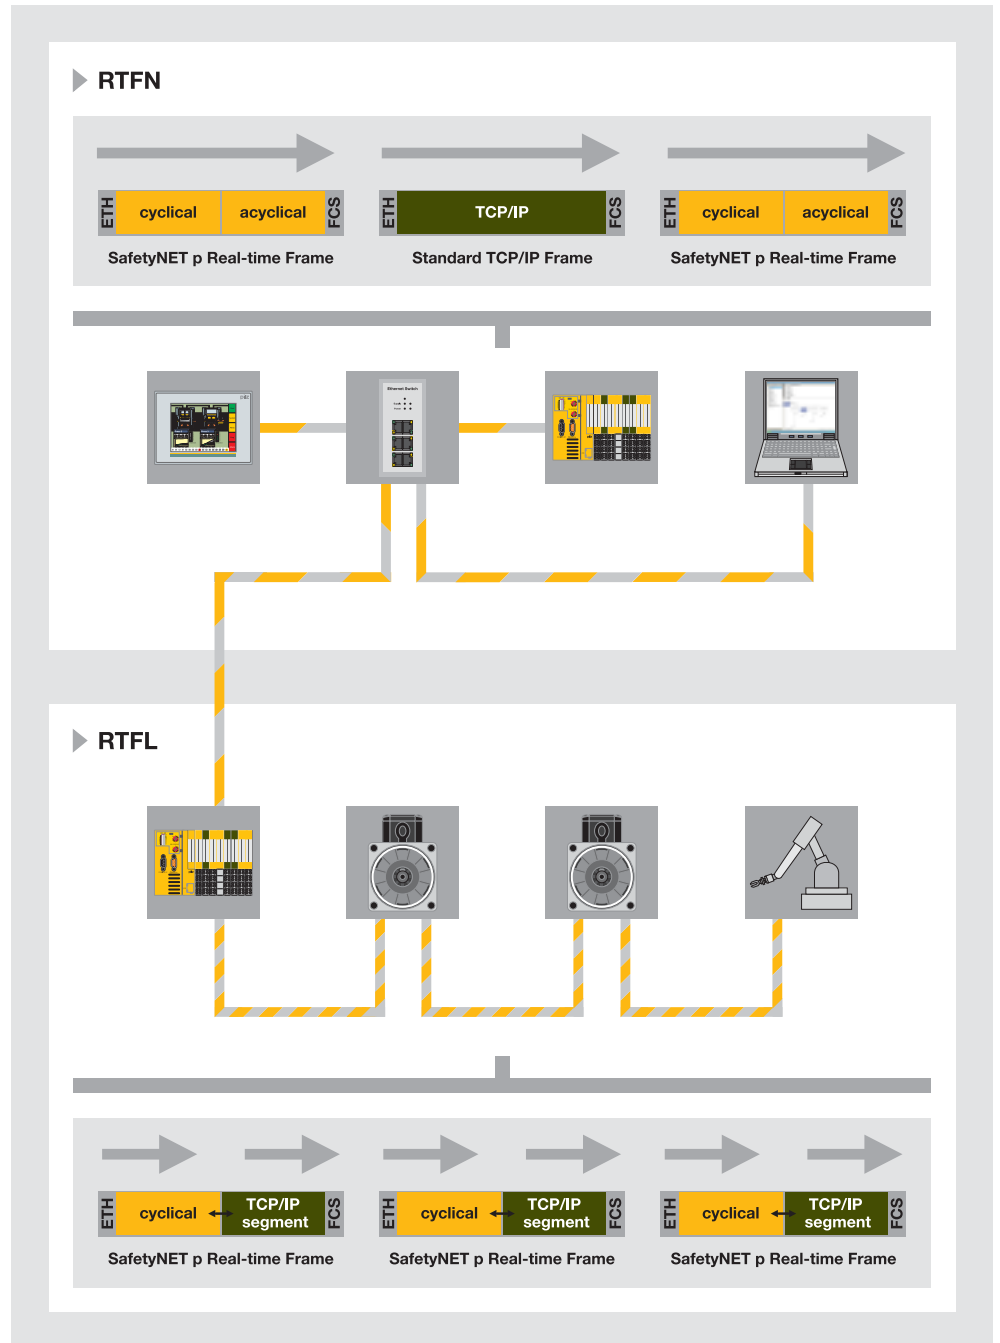 RTFN
ETH cyclical acyclical FCS
ETH TCP/IP FCS
ETH cyclical acyclical FCS
SafetyNET p Real-time Frame
Standard TCP/IP Frame
SafetyNET p Real-time Frame
Ethernet Switch
RTFL
ETH cyclical TCP/IP segment FCS
ETH cyclical TCP/IP segment FCS
ETH cyclical TCP/IP segment FCS
SafetyNET p Real-time Frame
SafetyNET p Real-time Frame
SafetyNET p Real-time Frame